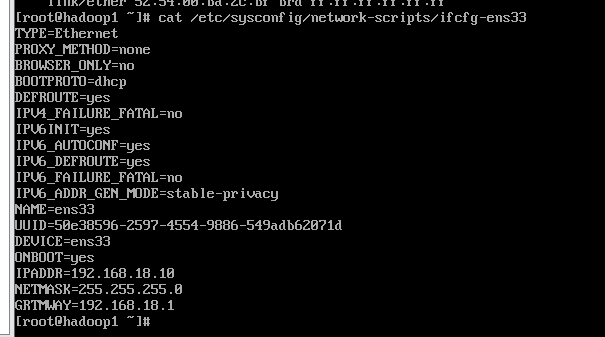 link/ether 52:54:00:ba:2c:bf brd ff:ff:ff:ff:ff:ff
[root@hadoop1 ~]# cat /etc/sysconfig/network-scripts/ifcfg-ens33
TYPE=Ethernet
PROXY_METHOD=none
BROWSER_ONLY=no
BOOTPROTO=dhcp
DEFROUTE=yes
IPV4_FAILURE_FATAL=no
IPV6INIT=yes
IPV6_AUTOCONF=yes
IPV6_DEFROUTE=yes
IPV6_FAILURE_FATAL=no
IPV6_ADDR_GEN_MODE=stable-privacy
NAME=ens33
UUID=50e38596-2597-4554-9886-549adb62071d
DEVICE=ens33
ONBOOT=yes
IPADDR=192.168.18.10
NETMASK=255.255.255.0
GRTMWAY=192.168.18.1
[root@hadoop1 ~]#